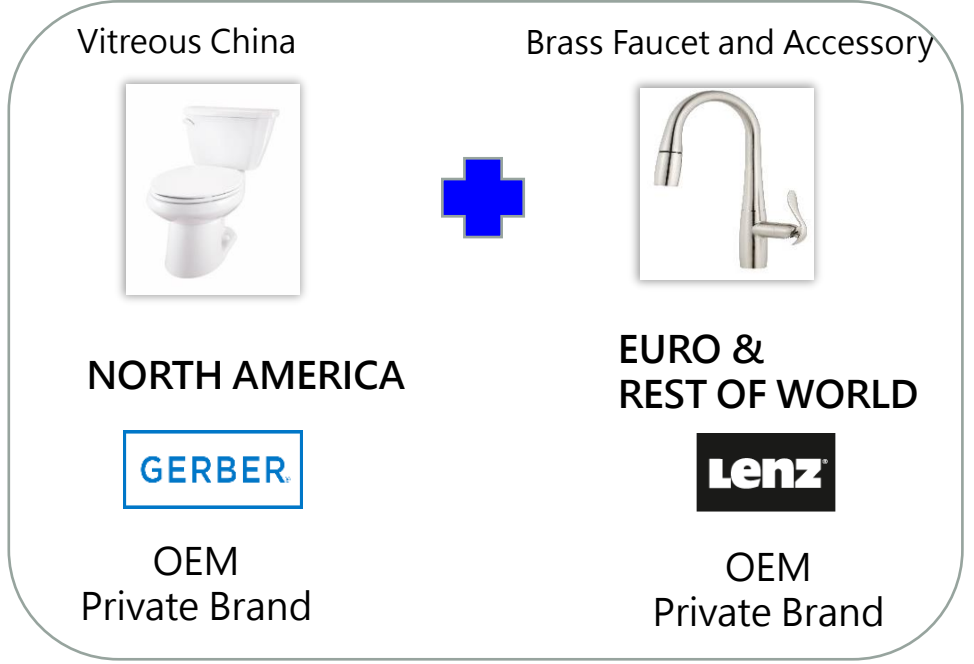 Vitreous China
Brass Faucet and Accessory
NORTH AMERICA
EURO &
REST OF WORLD
GERBER®
Lenz®
OEM
Private Brand
OEM
Private Brand